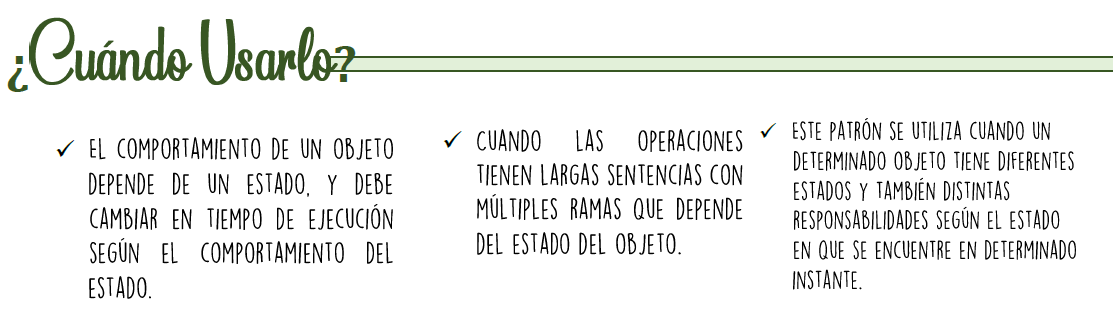 ¿Cuándo Usarlo?
✓ EL COMPORTAMIENTO DE UN OBJETO
DEPENDE DE UN ESTADO, Y DEBE
CAMBIAR EN TIEMPO DE EJECUCIÓN
SEGÚN EL COMPORTAMIENTO DEL
ESTADO.
✓ CUANDO LAS OPERACIONES
TIENEN LARGAS SENTENCIAS CON
MÚLTIPLES RAMAS QUE DEPENDE
DEL ESTADO DEL OBJETO.
✓ ESTE PATRÓN SE UTILIZA CUANDO UN
DETERMINADO OBJETO TIENE DIFERENTES
ESTADOS Y TAMBIÉN DISTINTAS
RESPONSABILIDADES SEGÚN EL ESTADO
EN QUE SE ENCUENTRE EN DETERMINADO
INSTANTE.